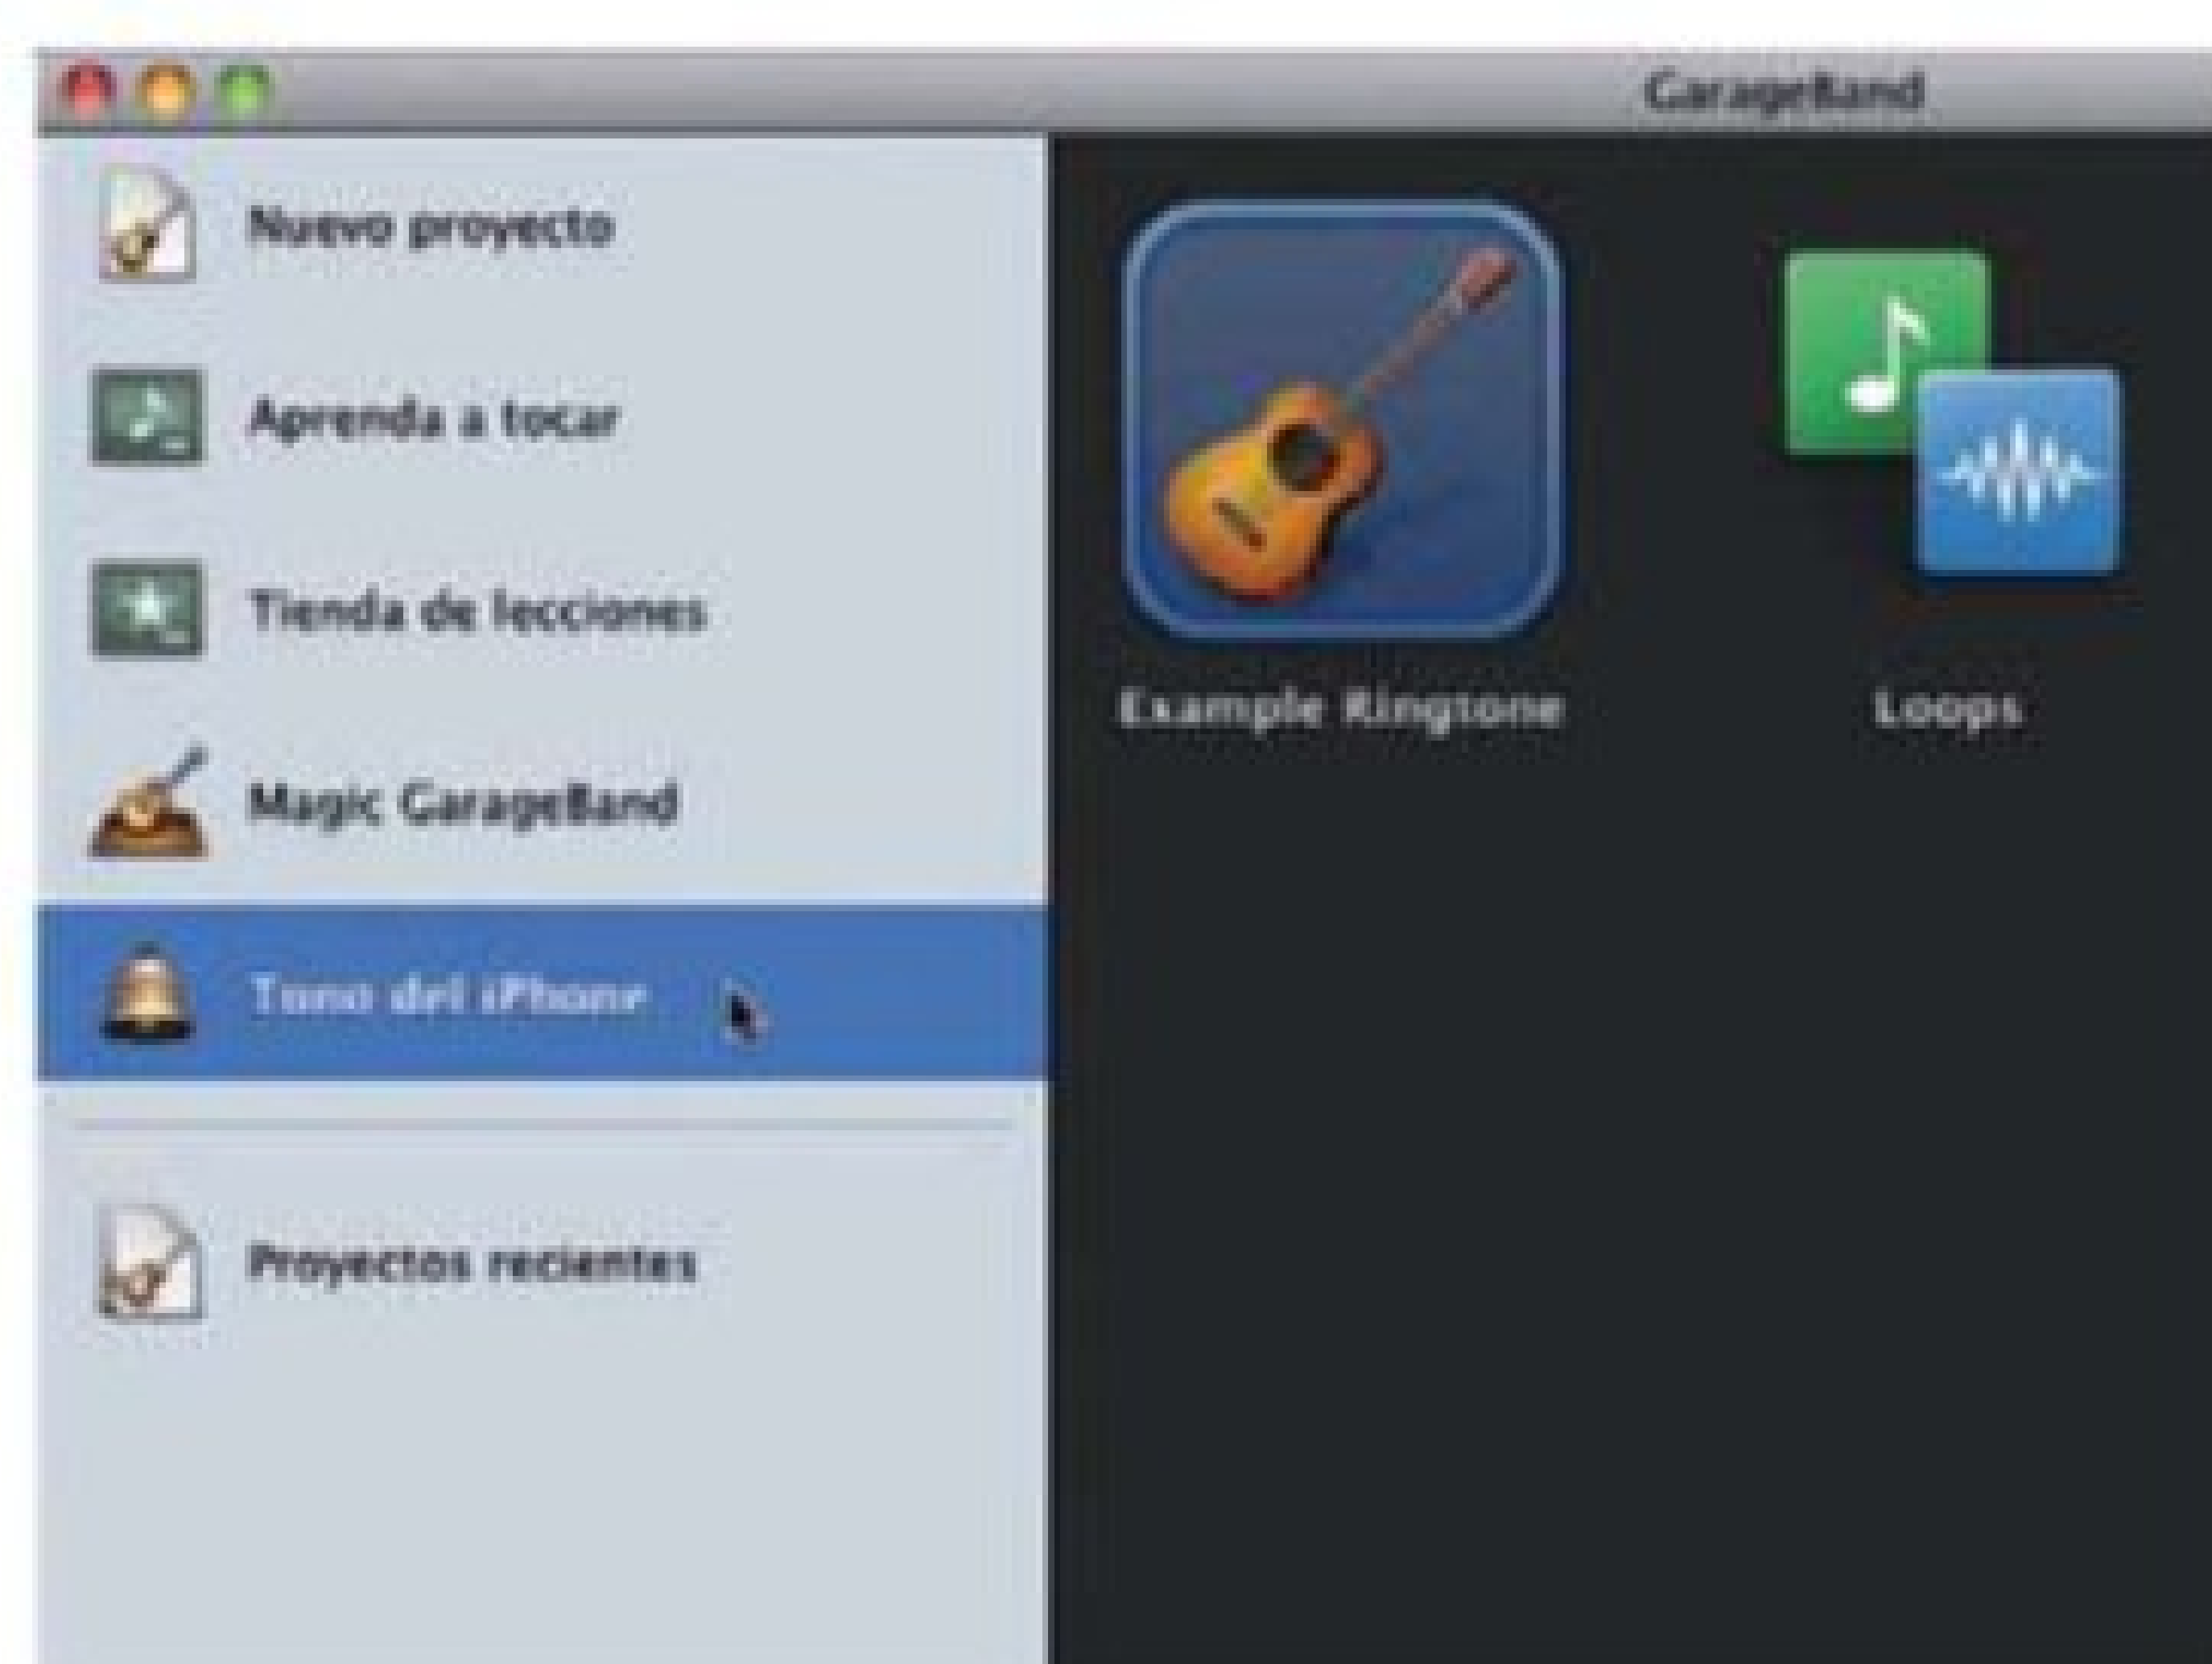 GarageBand
Nuevo proyecto
Aprenda a tocar
Tienda de lecciones
Magic GarageBand
Tono del iPhone
Proyectos recientes
Example Ringtone
Loops